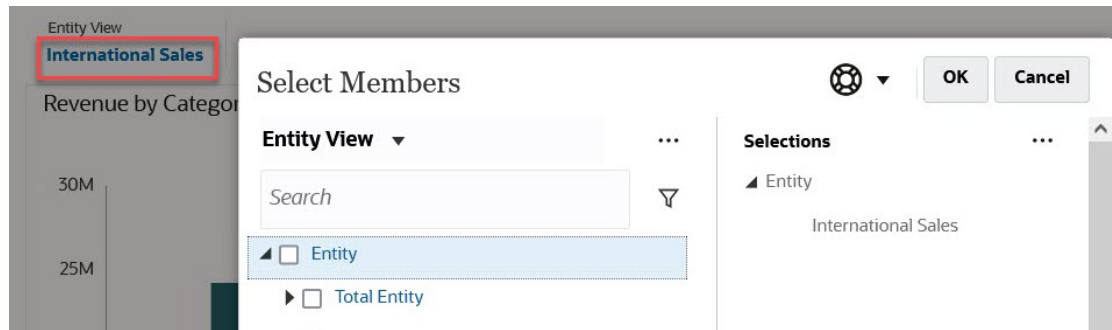 Entity View
International Sales
Revenue by Categor
30M
25M
Select Members
OK
Cancel
Entity View
...
Search
Entity
Total Entity
Selections
...
Entity
International Sales